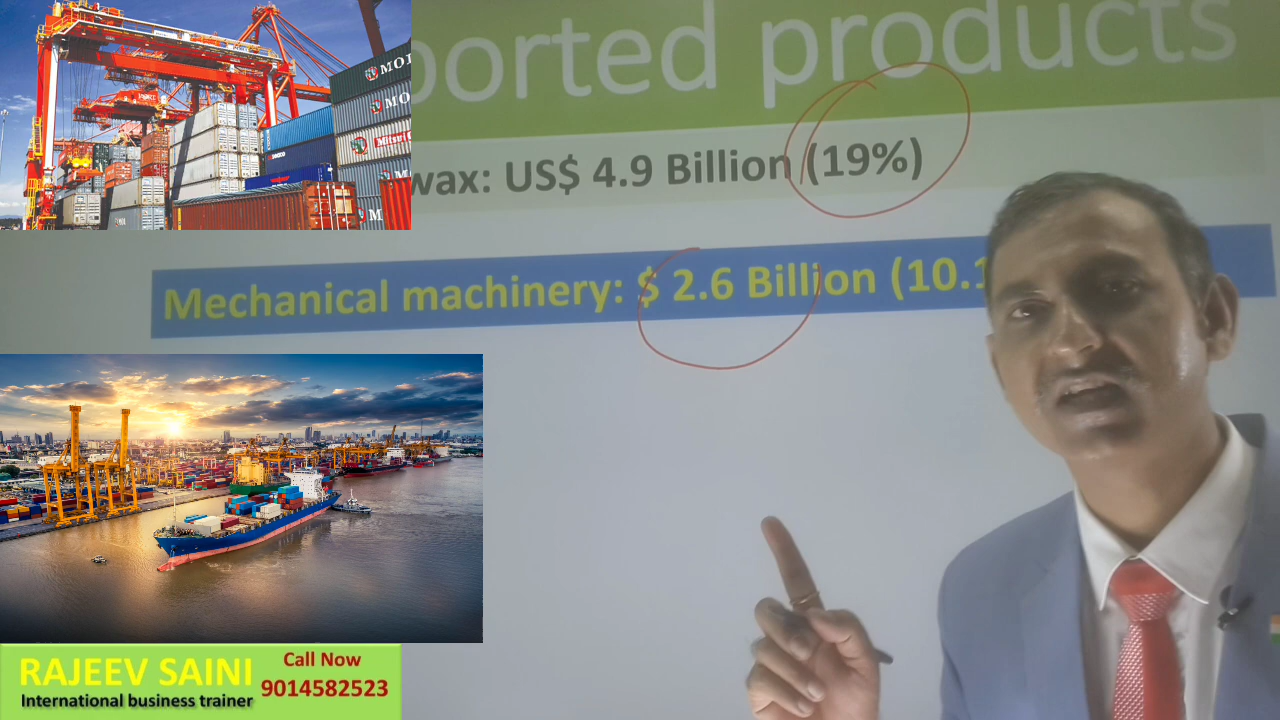 ported products
wax: US$ 4.9 Billion (19%)
Mechanical machinery: $ 2.6 Billion (10.1
RAJEEV SAINI
International business trainer
Call Now
9014582523